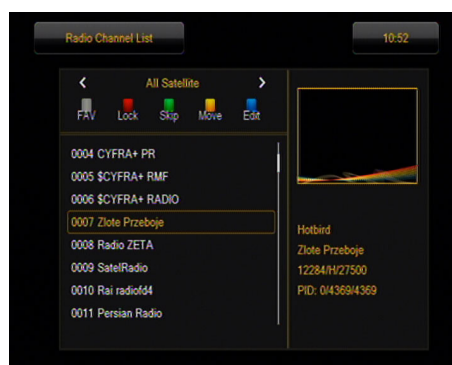 Radio Channel List
10:52
All Satellite
FAV Lock Skip Move Edit
0004 CYFRA+ PR
0005 $CYFRA+ RMF
0006 $CYFRA+ RADIO
0007 Zlote Przeboje
0008 Radio ZETA
0009 SatelRadio
0010 Rai radiofd4
0011 Persian Radio
Hotbird
Zlote Przeboje
12284/H/27500
PID: 0/4369/4369